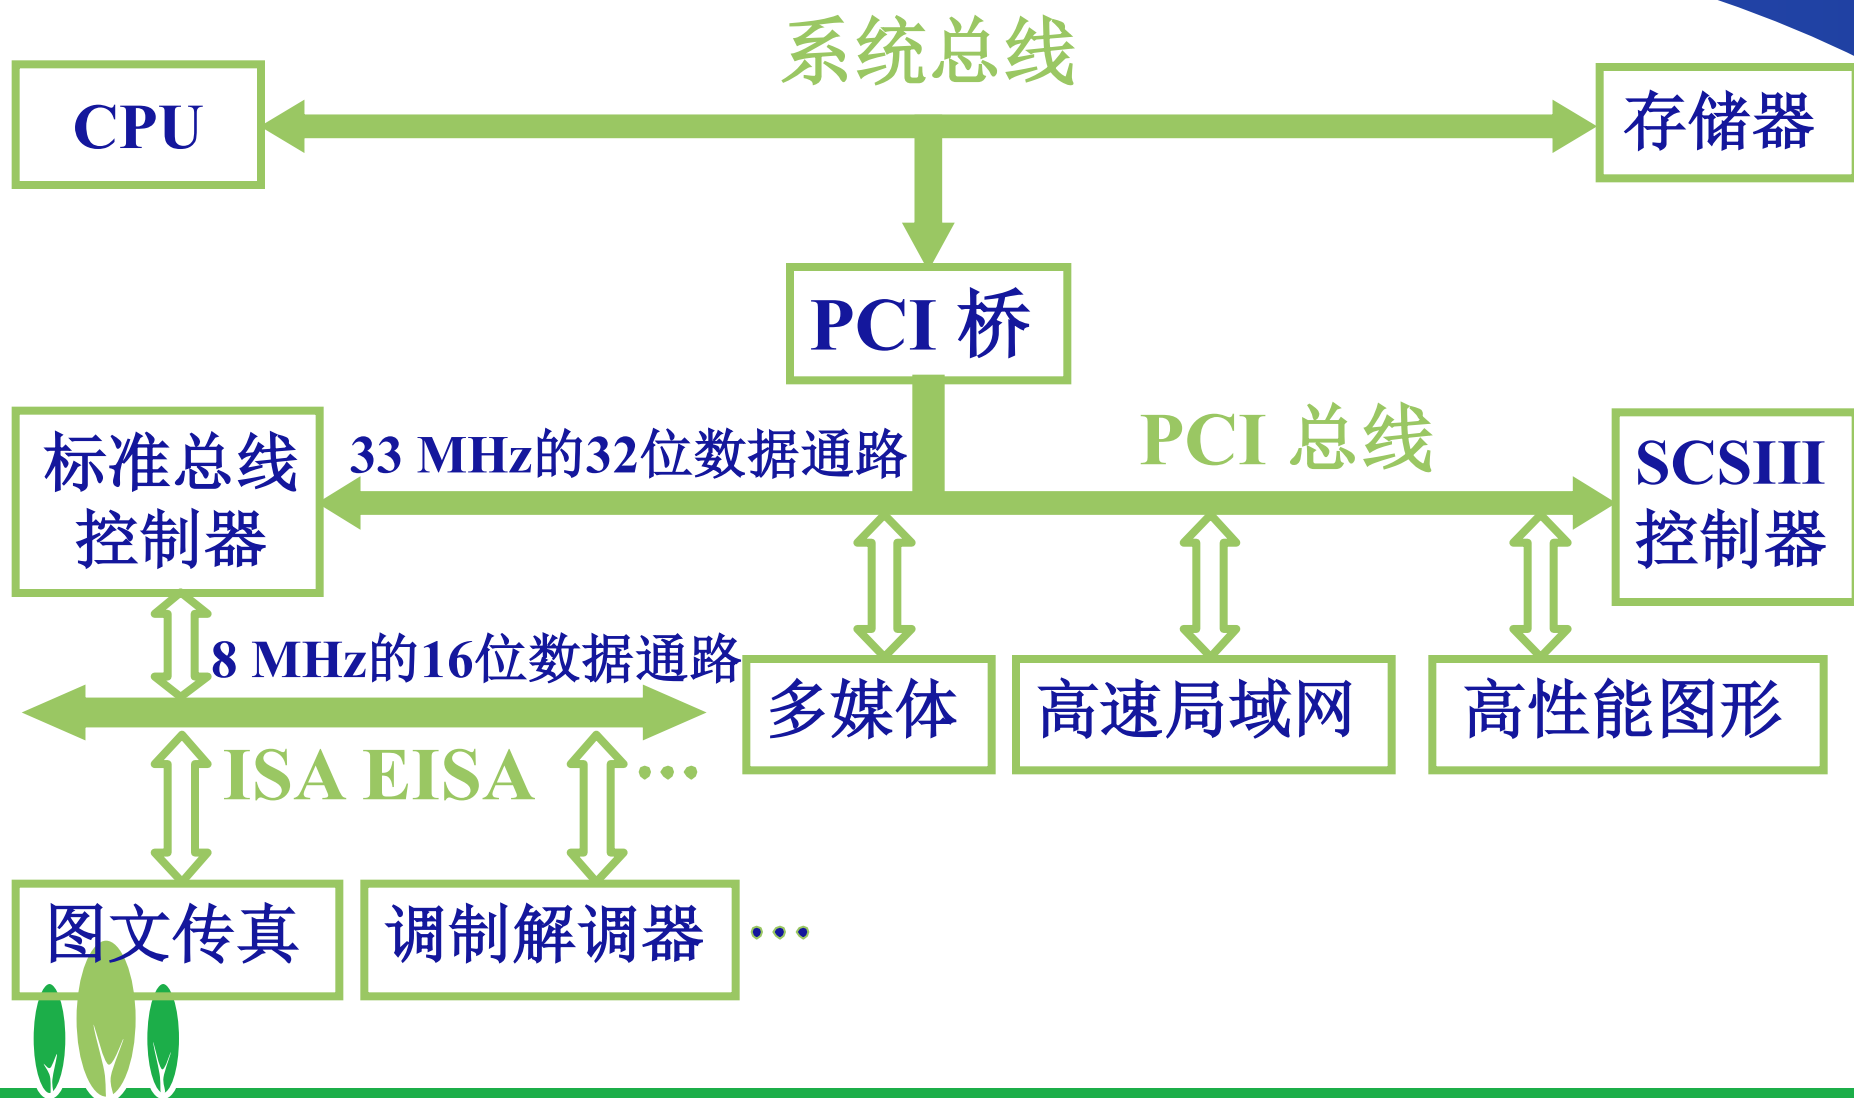 系统总线
CPU
存储器
PCI 桥
标准总线
控制器
33 MHz的32位数据通路
PCI 总线
SCSIII
控制器
8 MHz的16位数据通路
多媒体
高速局域网
高性能图形
ISA EISA …
图文传真
调制解调器
…